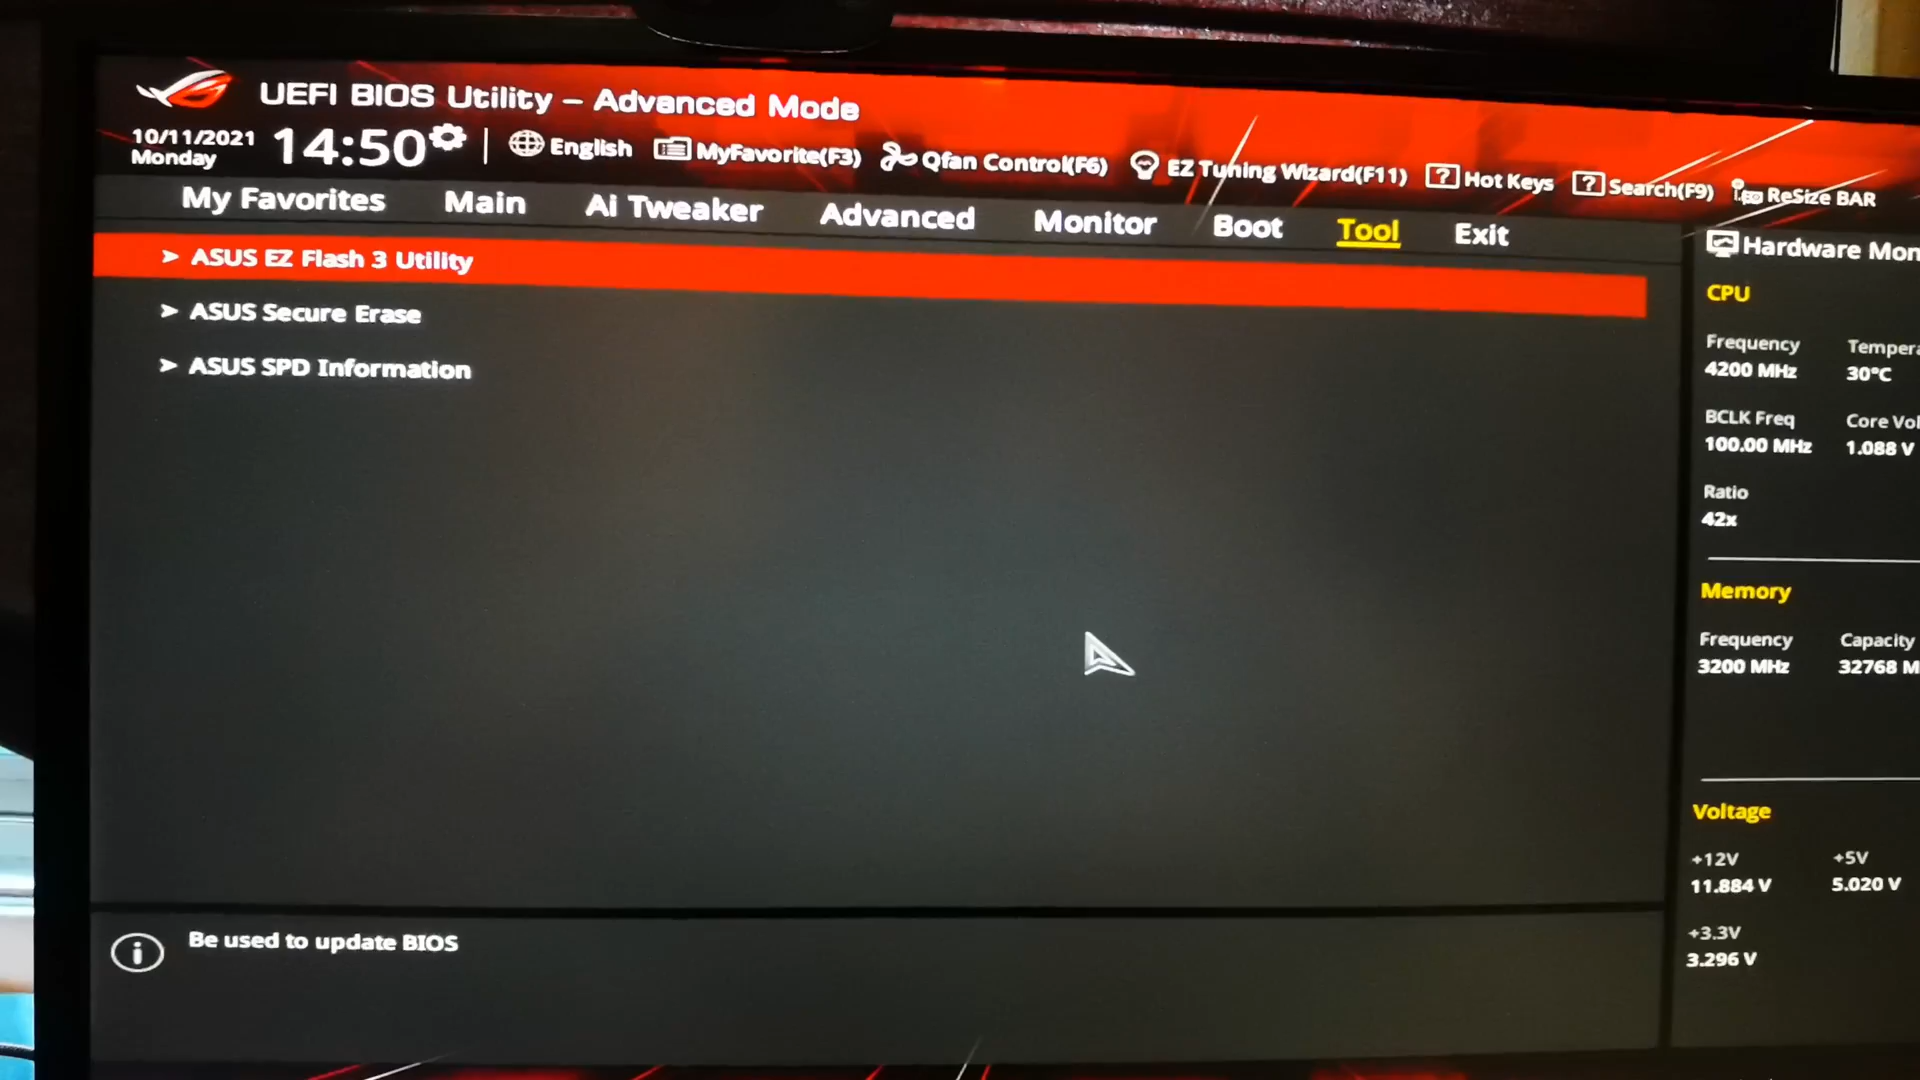 UEFI BIOS Utility – Advanced Mode
10/11/2021
Monday
14:50
English
MyFavorite(F3)
Qfan Control(F6)
EZ Tuning Wizard(F11)
? Hot Keys
? Search(F9)
ReSize BAR
My Favorites
Main
Ai Tweaker
Advanced
Monitor
Boot
Tool
Exit
> ASUS EZ Flash 3 Utility
> ASUS Secure Erase
> ASUS SPD Information
Be used to update BIOS
Hardware Mon
CPU
Frequency Tempera
4200 MHz 30°C
BCLK Freq Core Vol
100.00 MHz 1.088 V
Ratio
42x
Memory
Frequency Capacity
3200 MHz 32768 M
Voltage
+12V +5V
11.884 V 5.020 V
+3.3V
3.296 V